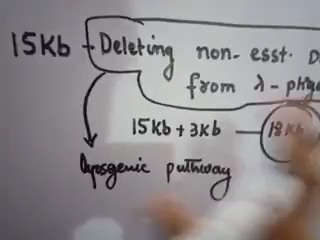 15Kb - Deleting non-esst. D
from λ-phage
15Kb + 3Kb — 18Kb
Lysogenic pathway